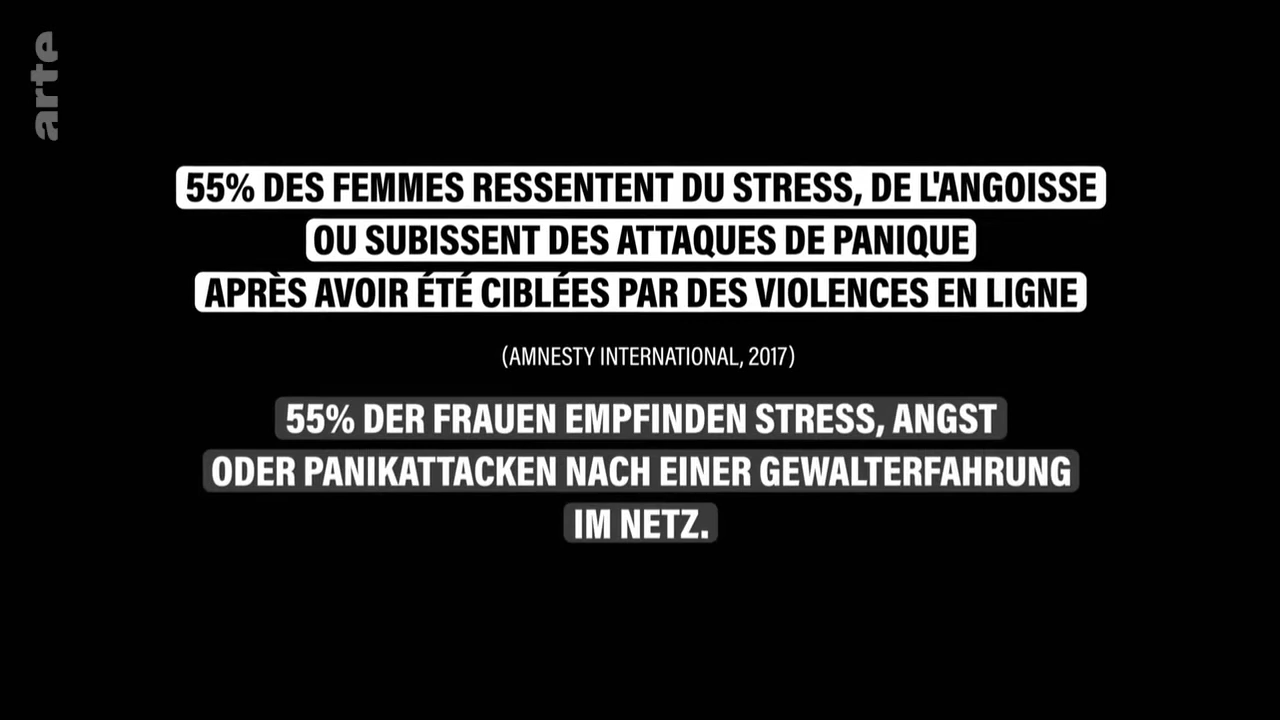 arte
55% DES FEMMES RESSENTENT DU STRESS, DE L'ANGOISSE
OU SUBISSENT DES ATTAQUES DE PANIQUE
APRÈS AVOIR ÉTÉ CIBLÉES PAR DES VIOLENCES EN LIGNE
(AMNESTY INTERNATIONAL, 2017)
55% DER FRAUEN EMPFINDEN STRESS, ANGST
ODER PANIKATTACKEN NACH EINER GEWALTERFAHRUNG
IM NETZ.